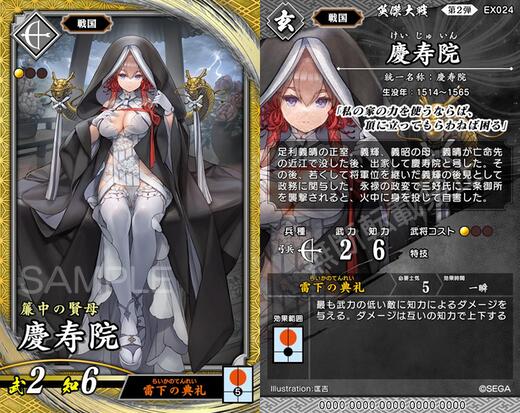 戦国
SAMPLE
簾中の賢母
慶寿院
武2 知6
らいかのてんれい
雷下の典礼
5
玄
戦国
英傑大戦
第2弾
EX024
けい じゅ いん
慶寿院
統一名称：慶寿院
生没年：1514～1565
「私の家の力を使うならば、
頂に立ってもらわねば困る」
足利義晴の正室。義輝、義昭の母。義晴が亡命先
の近江で没した後、出家して慶寿院と号した。そ
の後、若くして将軍位を継いだ義輝の後見として
政務に関与した。永禄の政変で三好氏に二条御所
を襲撃されると、火中に身を投じて自害した。
兵種 武力 知力 武将コスト
弓兵 2 6
特技
らいかのてんれい 必要士気 効果時間
雷下の典礼 5 一瞬
効果範囲
最も武力の低い敵に知力によるダメージを
与える。ダメージは互いの知力で上下する
Illustration：匡吉
©SEGA
0000-0000-0000-0000-0000